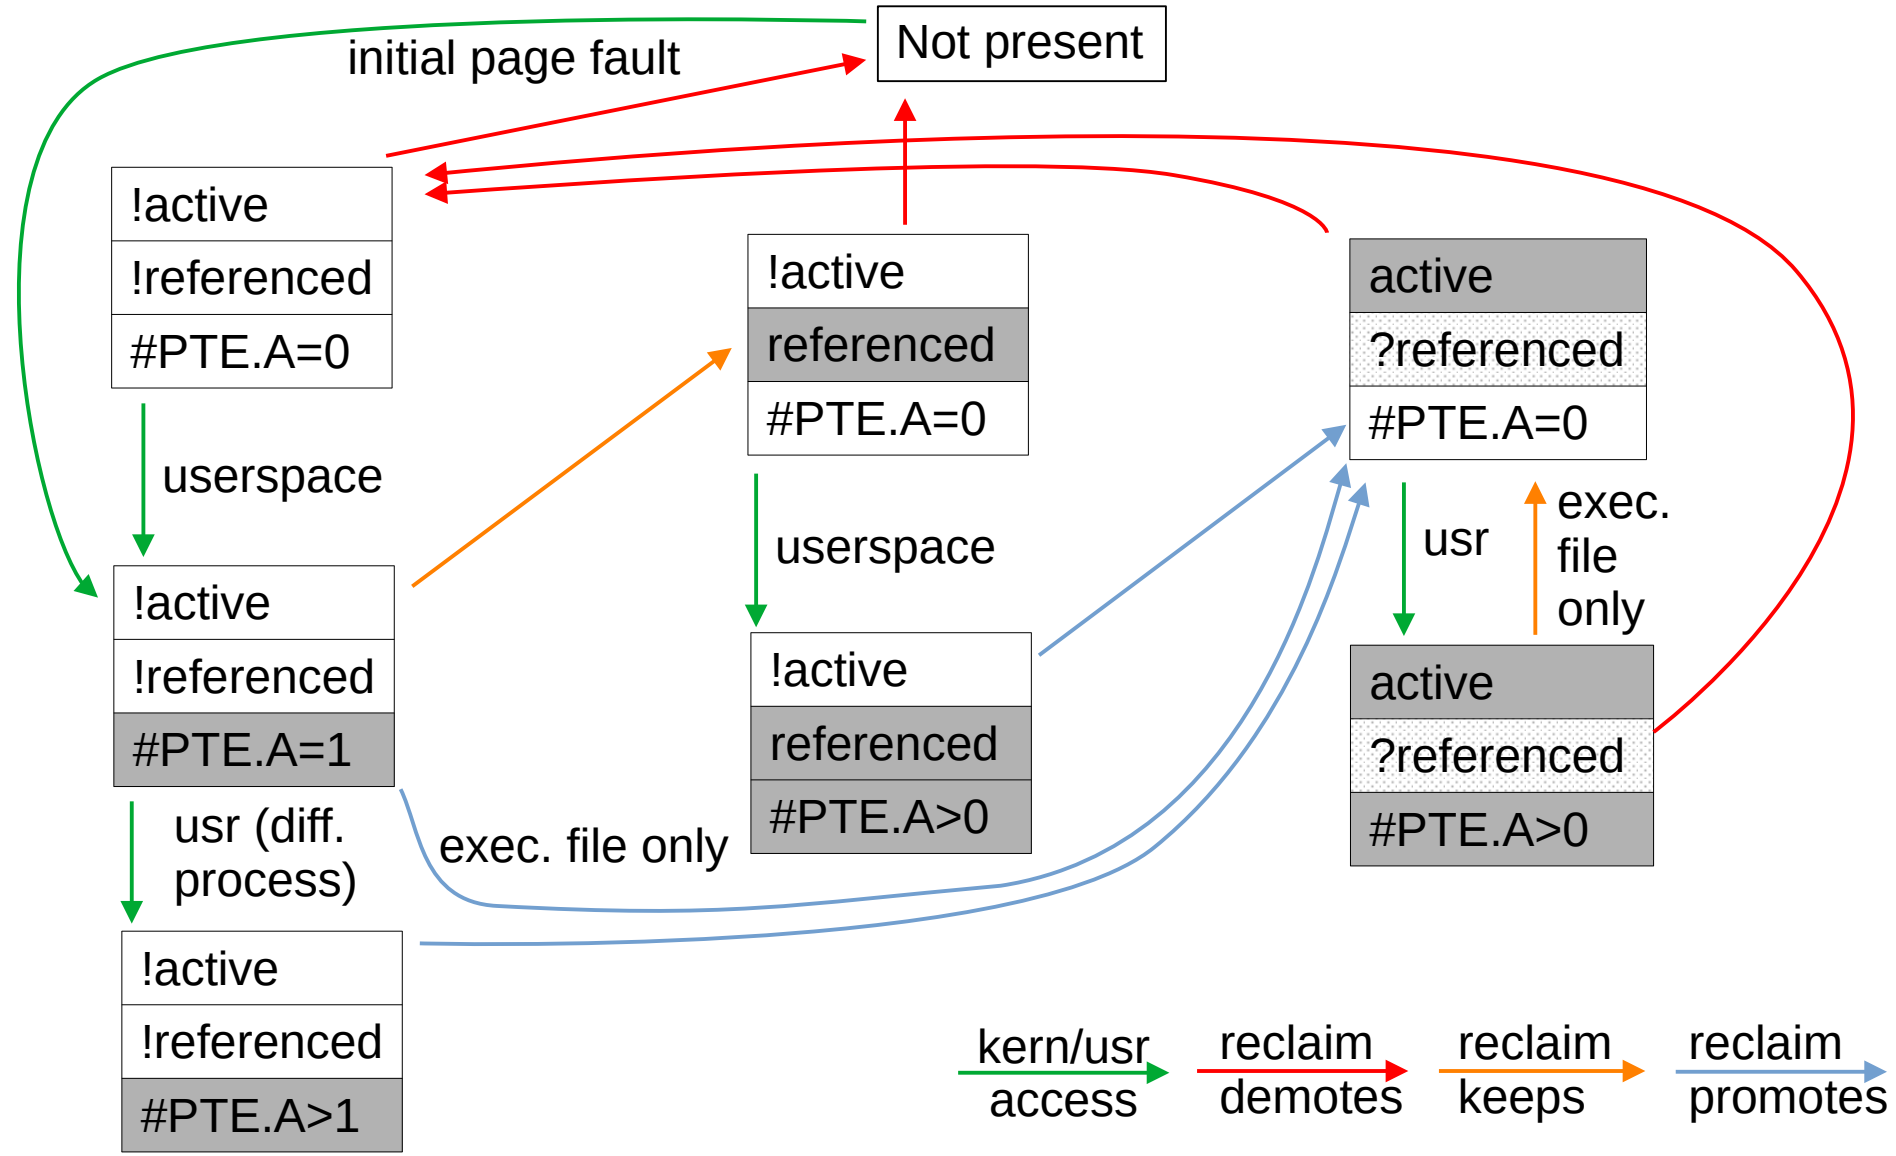 Not present
initial page fault
!active
!referenced
#PTE.A=0
!active
referenced
#PTE.A=0
active
?referenced
#PTE.A=0
userspace
userspace
usr
exec.
file
only
!active
!referenced
#PTE.A=1
!active
referenced
#PTE.A>0
active
?referenced
#PTE.A>0
usr (diff.
process)
exec. file only
!active
!referenced
#PTE.A>1
kern/usr
access
reclaim
demotes
reclaim
keeps
reclaim
promotes